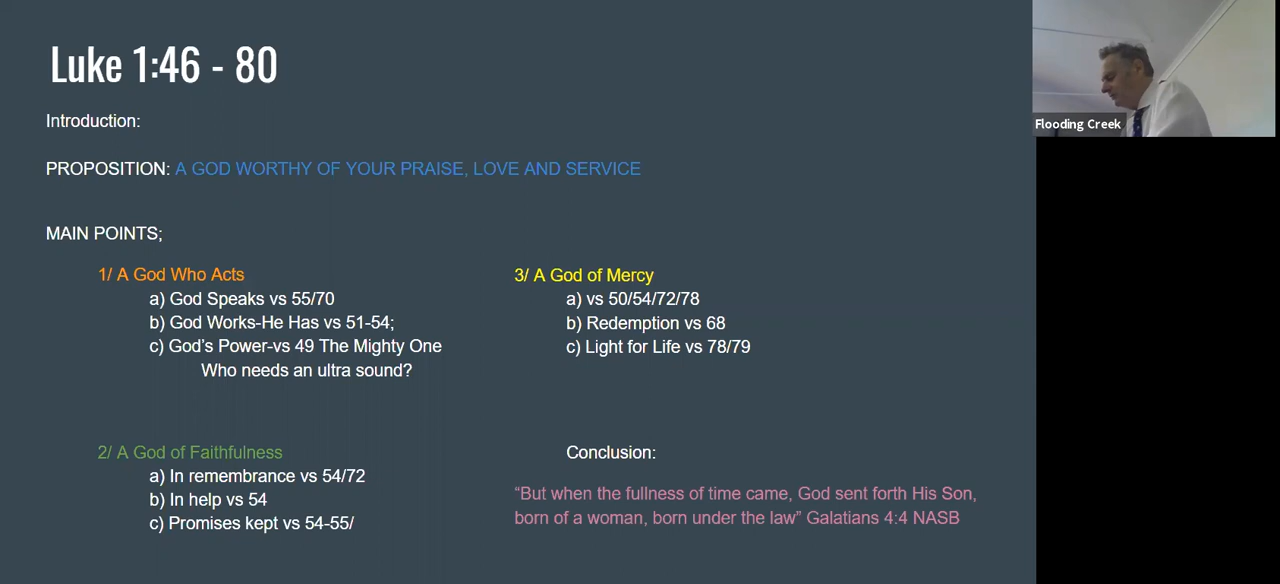 Luke 1:46 - 80
Introduction:
PROPOSITION: A GOD WORTHY OF YOUR PRAISE, LOVE AND SERVICE
MAIN POINTS;
1/ A God Who Acts
a) God Speaks vs 55/70
b) God Works-He Has vs 51-54;
c) God's Power-vs 49 The Mighty One
Who needs an ultra sound?
2/ A God of Faithfulness
a) In remembrance vs 54/72
b) In help vs 54
c) Promises kept vs 54-55/
3/ A God of Mercy
a) vs 50/54/72/78
b) Redemption vs 68
c) Light for Life vs 78/79
Conclusion:
“But when the fullness of time came, God sent forth His Son,
born of a woman, born under the law” Galatians 4:4 NASB
Flooding Creek